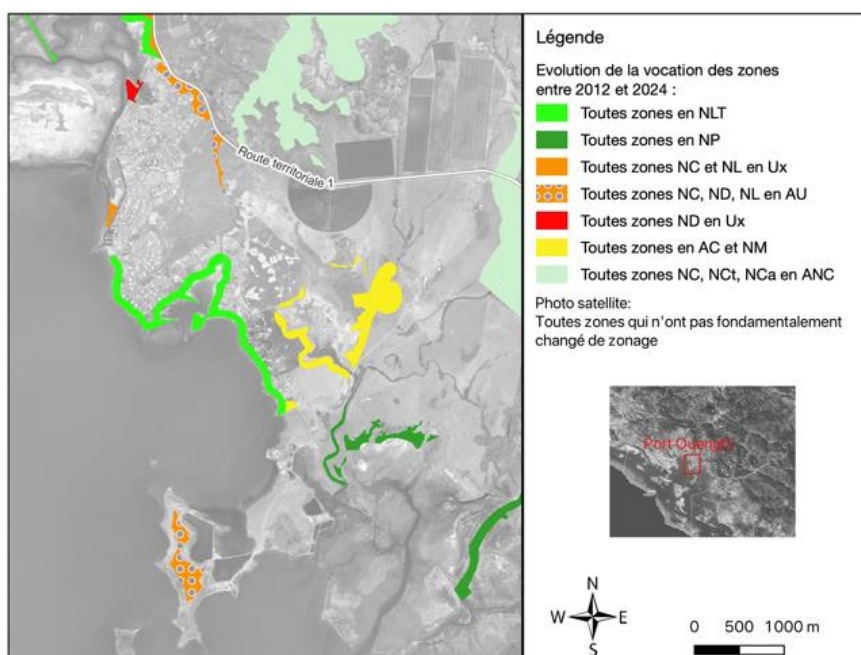 Route territoriale 1
Légende
Evolution de la vocation des zones
entre 2012 et 2024 :
Toutes zones en NLT
Toutes zones en NP
Toutes zones NC et NL en Ux
Toutes zones NC, ND, NL en AU
Toutes zones ND en Ux
Toutes zones en AC et NM
Toutes zones NC, NCt, NCa en ANC
Photo satellite:
Toutes zones qui n'ont pas fondamentalement
changé de zonage
N
W E
S
0 500 1000 m